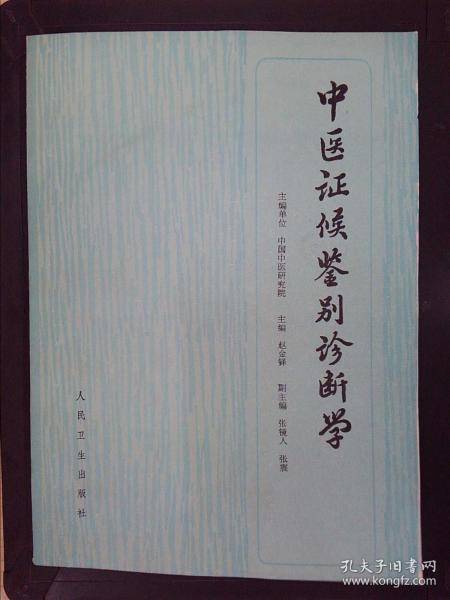 中医证候鉴别诊断学
主编单位 中国中医研究院 主编 赵金铎 副主编 张镜人 张震
人民卫生出版社
孔夫子旧书网
www.kongfz.com